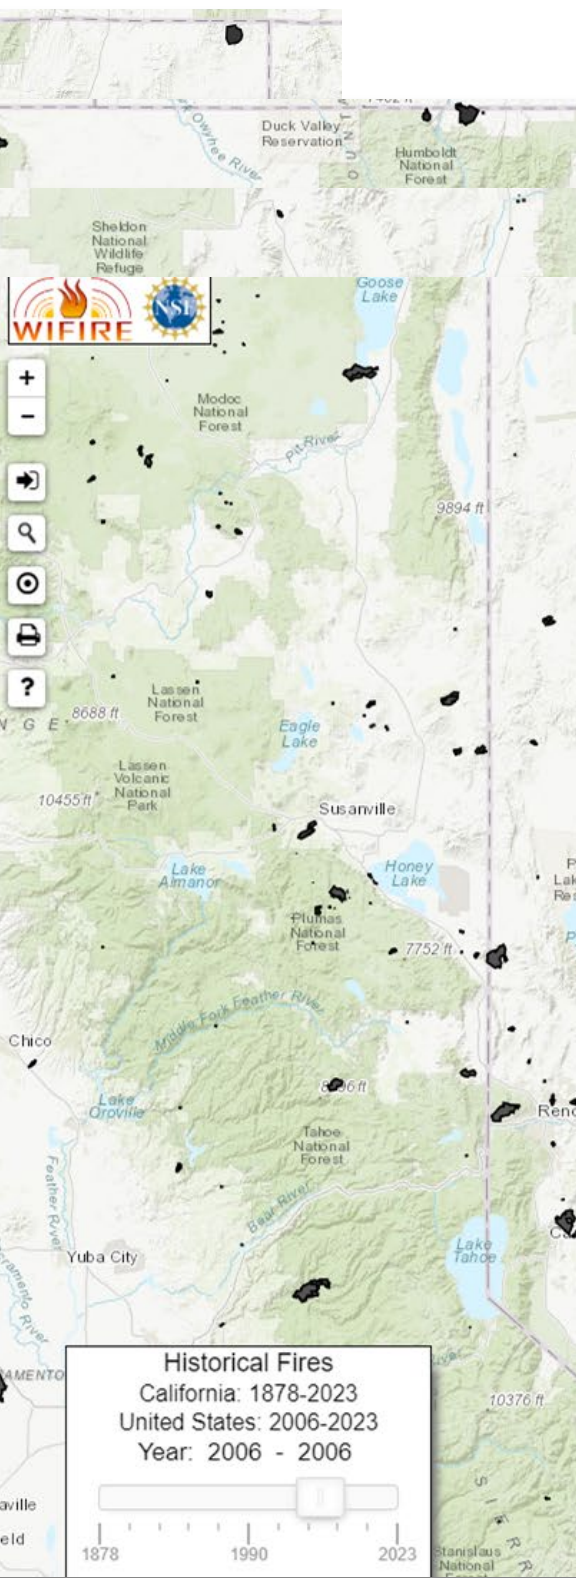 Owyhee River
Duck Valley
Reservation
Humboldt
National
Forest
Sheldon
National
Wildlife
Refuge
Goose
Lake
WIFIRE
NSF
+
−
Modoc
National
Forest
Pit River
9894 ft
?
Lassen
National
Forest
N G E
8688 ft
Eagle
Lake
Lassen
Volcanic
National
Park
10455 ft
Susanville
Lake
Almanor
Honey
Lake
Plumas
National
Forest
7752 ft
Middle Fork Feather River
Chico
Lake
Oroville
Reno
Tahoe
National
Forest
Feather River
Bear River
Lake
Tahoe
Yuba City
River
AMENTO
10376 ft
Historical Fires
California: 1878-2023
United States: 2006-2023
Year: 2006 - 2006
1878 1990 2023
aville
eld
S I E R R
Stanislaus
National